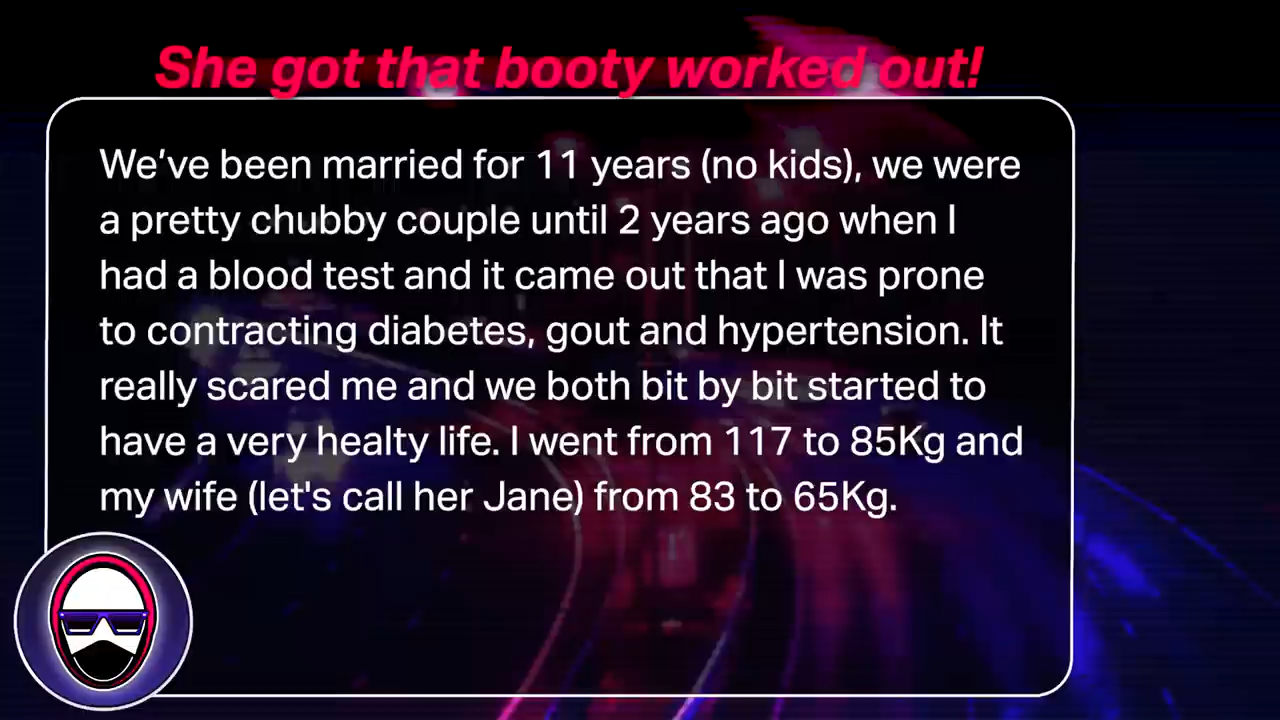 She got that booty worked out!
We’ve been married for 11 years (no kids), we were
a pretty chubby couple until 2 years ago when I
had a blood test and it came out that I was prone
to contracting diabetes, gout and hypertension. It
really scared me and we both bit by bit started to
have a very healty life. I went from 117 to 85Kg and
my wife (let's call her Jane) from 83 to 65Kg.